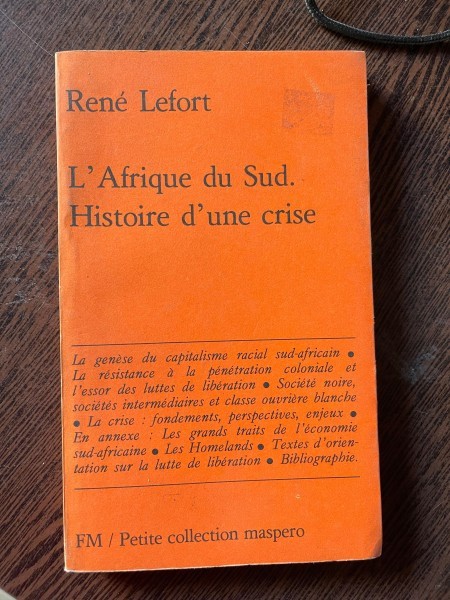 René Lefort
L'Afrique du Sud.
Histoire d'une crise
La genèse du capitalisme racial sud-africain ●
La résistance à la pénétration coloniale et
l'essor des luttes de libération ● Société noire,
sociétés intermédiaires et classe ouvrière blanche
● La crise : fondements, perspectives, enjeux ●
En annexe : Les grands traits de l'économie
sud-africaine ● Les Homelands ● Textes d'orien-
tation sur la lutte de libération ● Bibliographie.
FM / Petite collection maspero